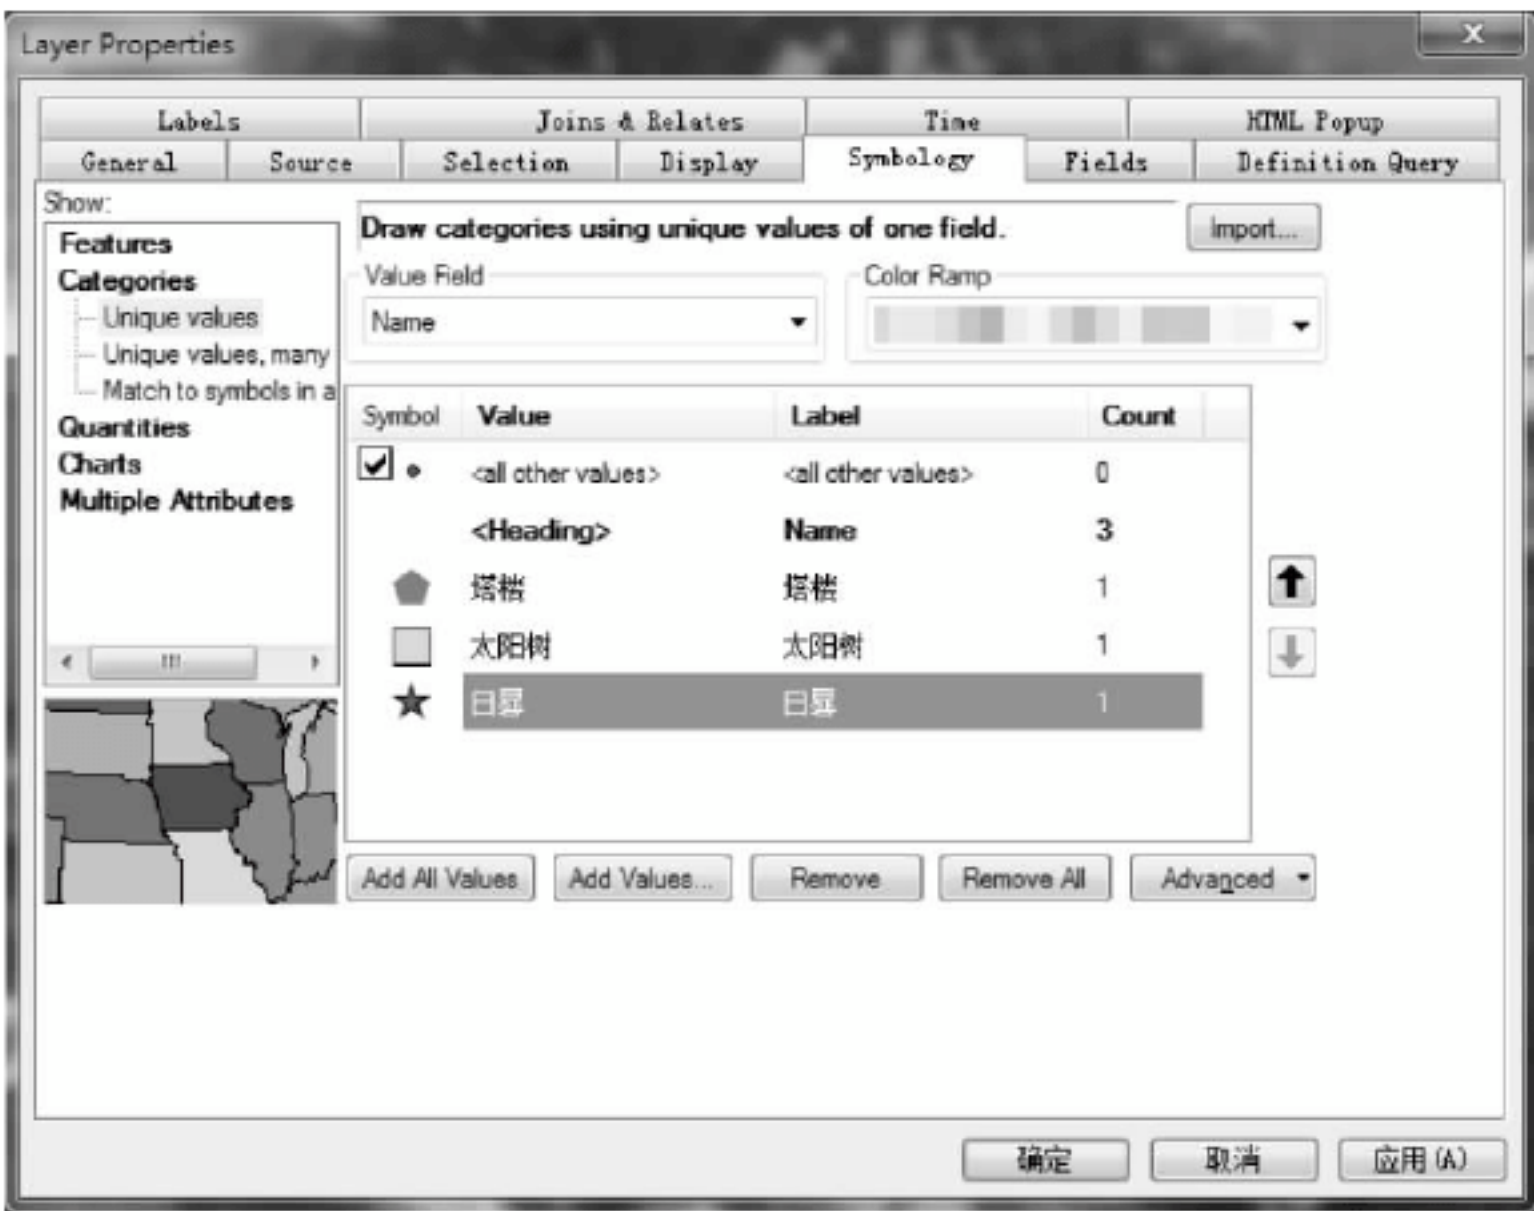 Layer Properties
Labels Joins & Relates Time HTML Popup
General Source Selection Display Symbology Fields Definition Query
Show:
Features
Categories
Unique values
Unique values, many
Match to symbols in a
Quantities
Charts
Multiple Attributes
Draw categories using unique values of one field.
Import...
Value Field
Name
Color Ramp
Symbol Value Label Count
<all other values> <all other values> 0
<Heading> Name 3
塔楼 塔楼 1
太阳树 太阳树 1
日晷 日晷 1
Add All Values Add Values... Remove Remove All Advanced
确定 取消 应用(A)